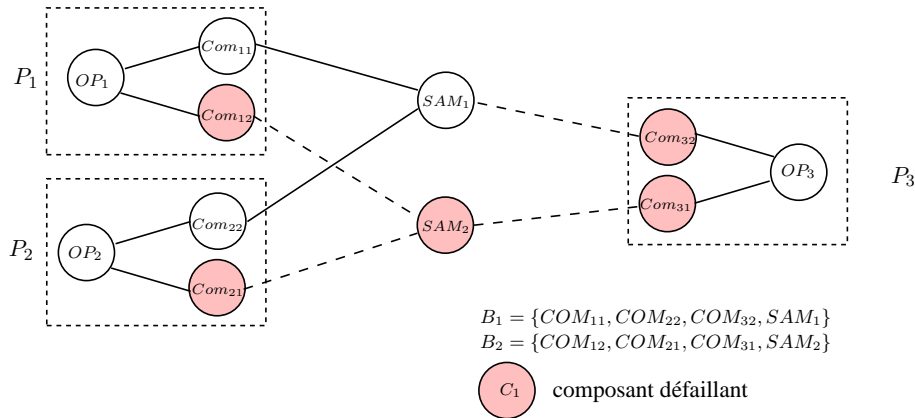 P₁
OP₁
Com₁₁
Com₁₂
SAM₁
Com₃₂
Com₃₁
OP₃
P₃
P₂
OP₂
Com₂₂
Com₂₁
SAM₂
B₁ = {COM₁₁, COM₂₂, COM₃₂, SAM₁}
B₂ = {COM₁₂, COM₂₁, COM₃₁, SAM₂}
C₁ composant défaillant